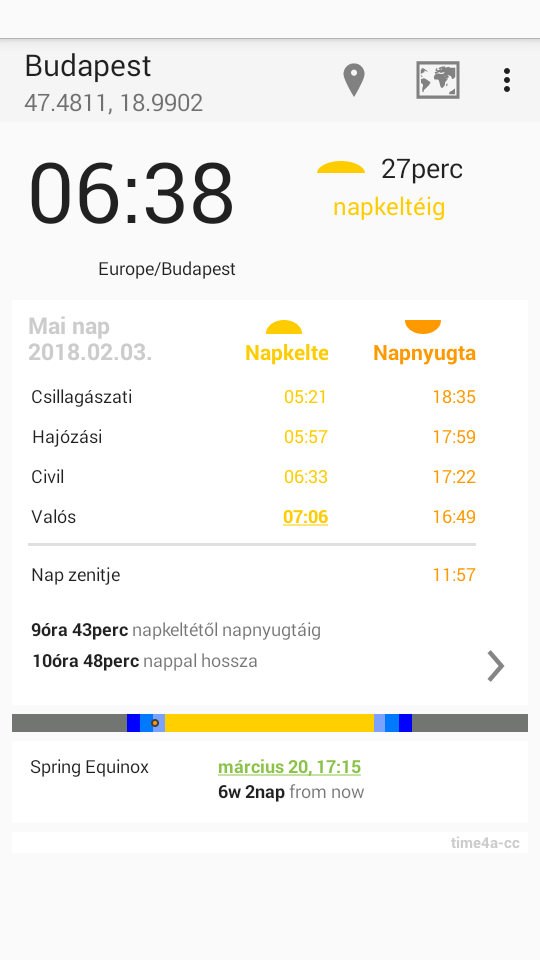 Budapest
47.4811, 18.9902
06:38
27perc
napkeltéig
Europe/Budapest
Mai nap
2018.02.03.
Napkelte Napnyugta
Csillagászati 05:21 18:35
Hajózási 05:57 17:59
Civil 06:33 17:22
Valós 07:06 16:49
Nap zenitje 11:57
9óra 43perc napkeltétől napnyugtáig
10óra 48perc nappal hossza
Spring Equinox március 20, 17:15
6w 2nap from now
time4a-cc